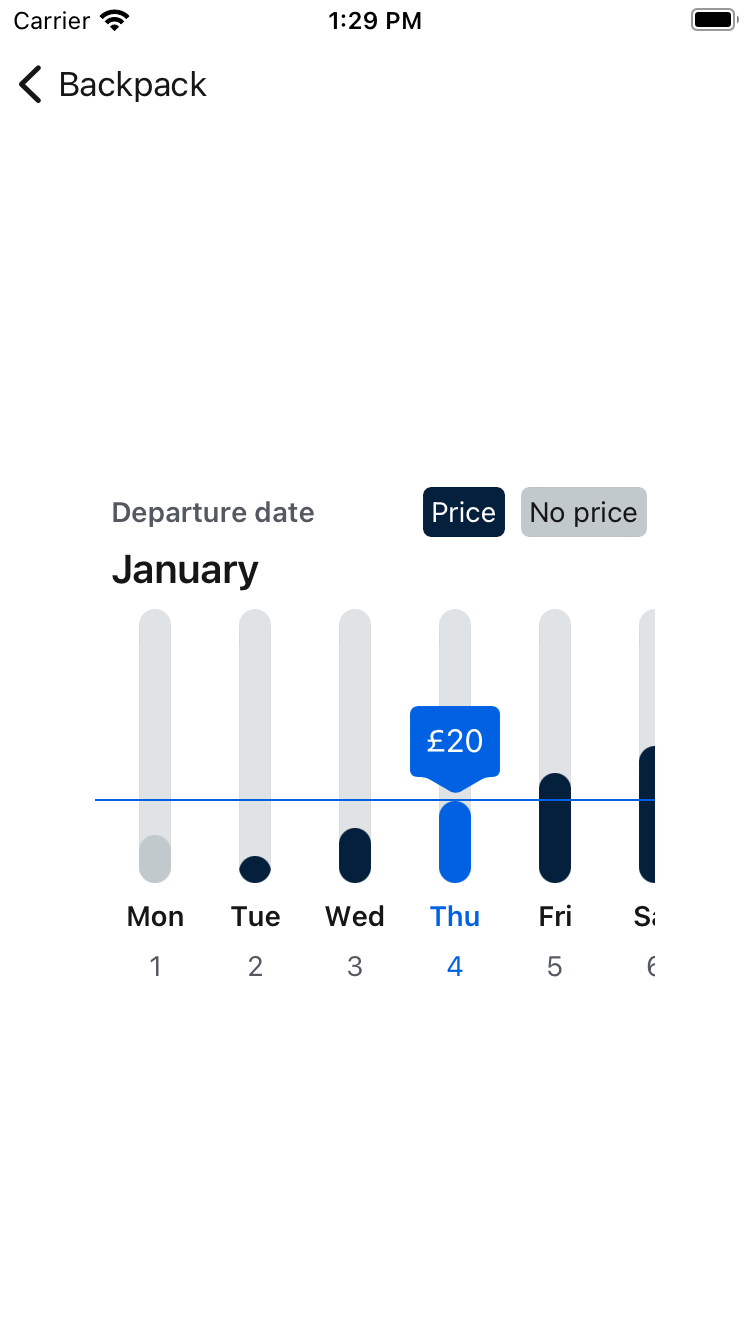 Carrier 1:29 PM
Backpack
Departure date Price No price
January
£20
Mon Tue Wed Thu Fri
1 2 3 4 5